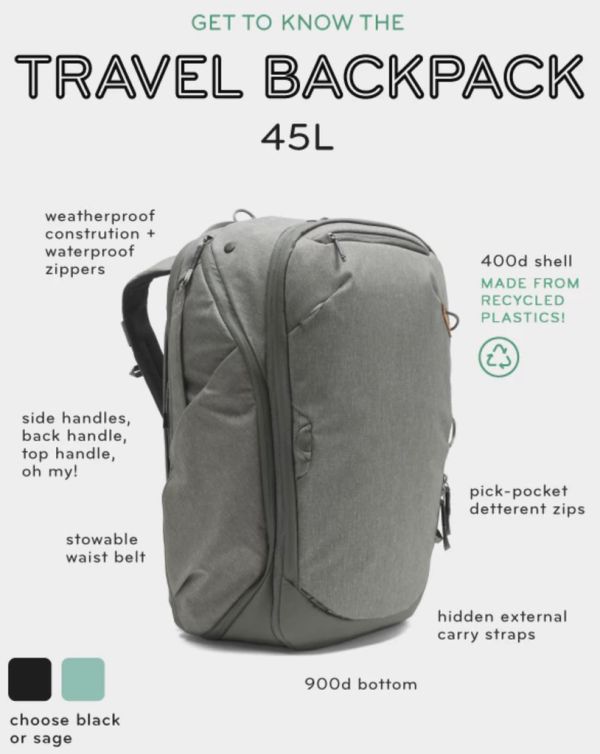 GET TO KNOW THE
TRAVEL BACKPACK
45L
weatherproof
constrution +
waterproof
zippers
400d shell
MADE FROM
RECYCLED
PLASTICS!
side handles,
back handle,
top handle,
oh my!
pick-pocket
detterent zips
stowable
waist belt
hidden external
carry straps
900d bottom
choose black
or sage